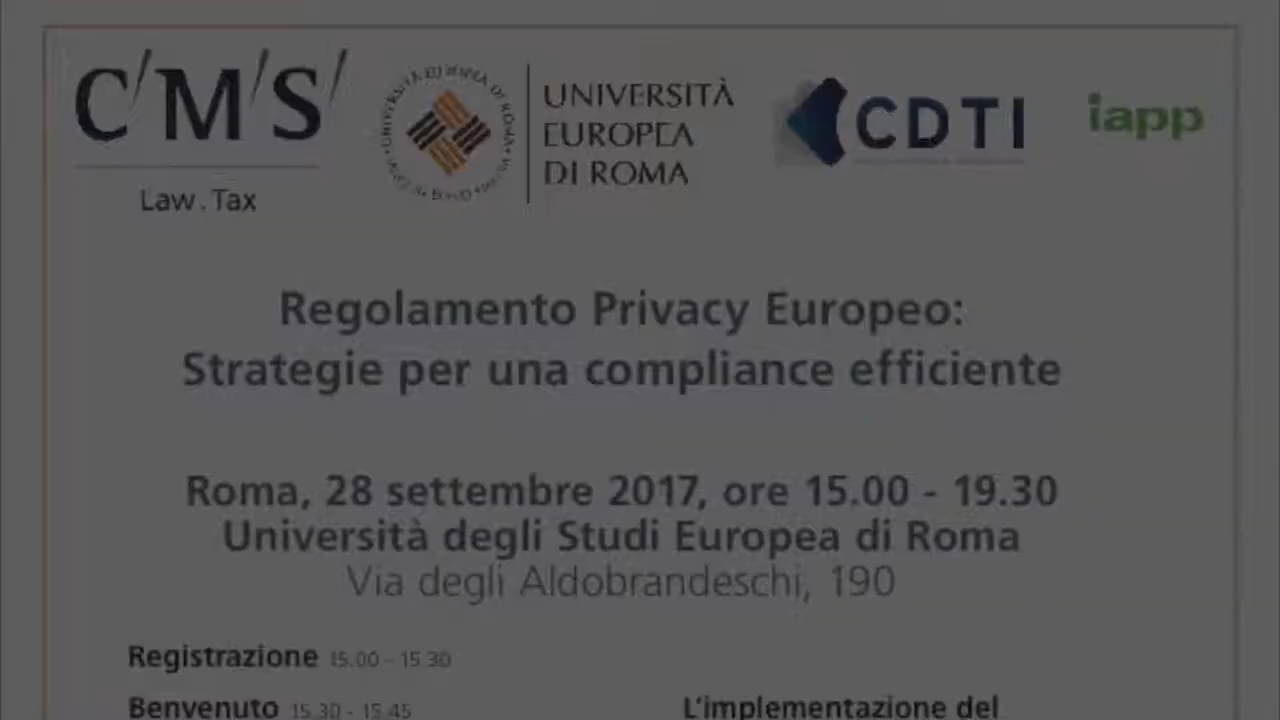 C/M/S/
Law.Tax
UNIVERSITÀ
EUROPEA
DI ROMA
CDTI
iapp
Regolamento Privacy Europeo:
Strategie per una compliance efficiente
Roma, 28 settembre 2017, ore 15.00 - 19.30
Università degli Studi Europea di Roma
Via degli Aldobrandeschi, 190
Registrazione 15.00 - 15.30
Benvenuto 15.30 - 15.45
L'implementazione del